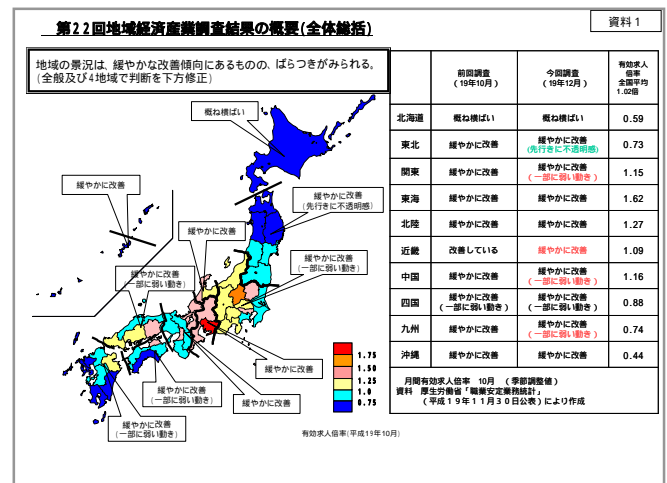 資料１
第２２回地域経済産業調査結果の概要(全体総括)
地域の景況は、緩やかな改善傾向にあるものの、ばらつきがみられる。
(全般及び4地域で判断を下方修正)
概ね横ばい
緩やかに改善
緩やかに改善
(先行きに不透明感)
緩やかに改善
緩やかに改善
(一部に弱い動き)
緩やかに改善
(一部に弱い動き)
緩やかに改善
緩やかに改善
(一部に弱い動き)
緩やかに改善
緩やかに改善
(一部に弱い動き)
1.75
1.50
1.25
1.0
0.75
有効求人倍率(平成19年10月)
前回調査
（19年10月） 今回調査
（19年12月） 有効求人
倍率
全国平均
1.02倍
北海道 概ね横ばい 概ね横ばい 0.59
東北 緩やかに改善 緩やかに改善
(先行きに不透明感) 0.73
関東 緩やかに改善 緩やかに改善
(一部に弱い動き) 1.15
東海 緩やかに改善 緩やかに改善 1.62
北陸 緩やかに改善 緩やかに改善 1.27
近畿 改善している 緩やかに改善 1.09
中国 緩やかに改善 緩やかに改善
(一部に弱い動き) 1.16
四国 緩やかに改善
(一部に弱い動き) 緩やかに改善
(一部に弱い動き) 0.88
九州 緩やかに改善 緩やかに改善
(一部に弱い動き) 0.74
沖縄 緩やかに改善 緩やかに改善 0.44
月間有効求人倍率 10月 （季節調整値）
資料 厚生労働省「職業安定業務統計」
（平成１９年１１月３０日公表）により作成